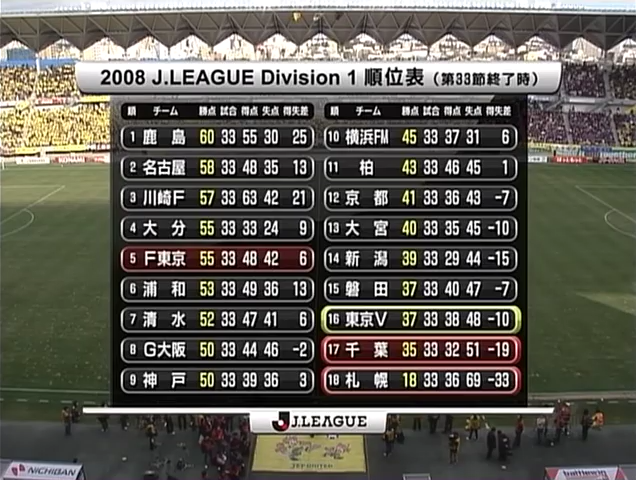 2008 J.LEAGUE Division 1 順位表（第33節終了時）
順 チーム 勝点 試合 得点 失点 得失差
1 鹿島 60 33 55 30 25
2 名古屋 58 33 48 35 13
3 川崎F 57 33 63 42 21
4 大分 55 33 33 24 9
5 F東京 55 33 48 42 6
6 浦和 53 33 49 36 13
7 清水 52 33 47 41 6
8 G大阪 50 33 44 46 -2
9 神戸 50 33 39 36 3
順 チーム 勝点 試合 得点 失点 得失差
10 横浜FM 45 33 37 31 6
11 柏 43 33 46 45 1
12 京都 41 33 36 43 -7
13 大宮 40 33 35 45 -10
14 新潟 39 33 29 44 -15
15 磐田 37 33 40 47 -7
16 東京V 37 33 38 48 -10
17 千葉 35 33 32 51 -19
18 札幌 18 33 36 69 -33
J.LEAGUE
NICHIBAN
KONAMI
JEF UNITED